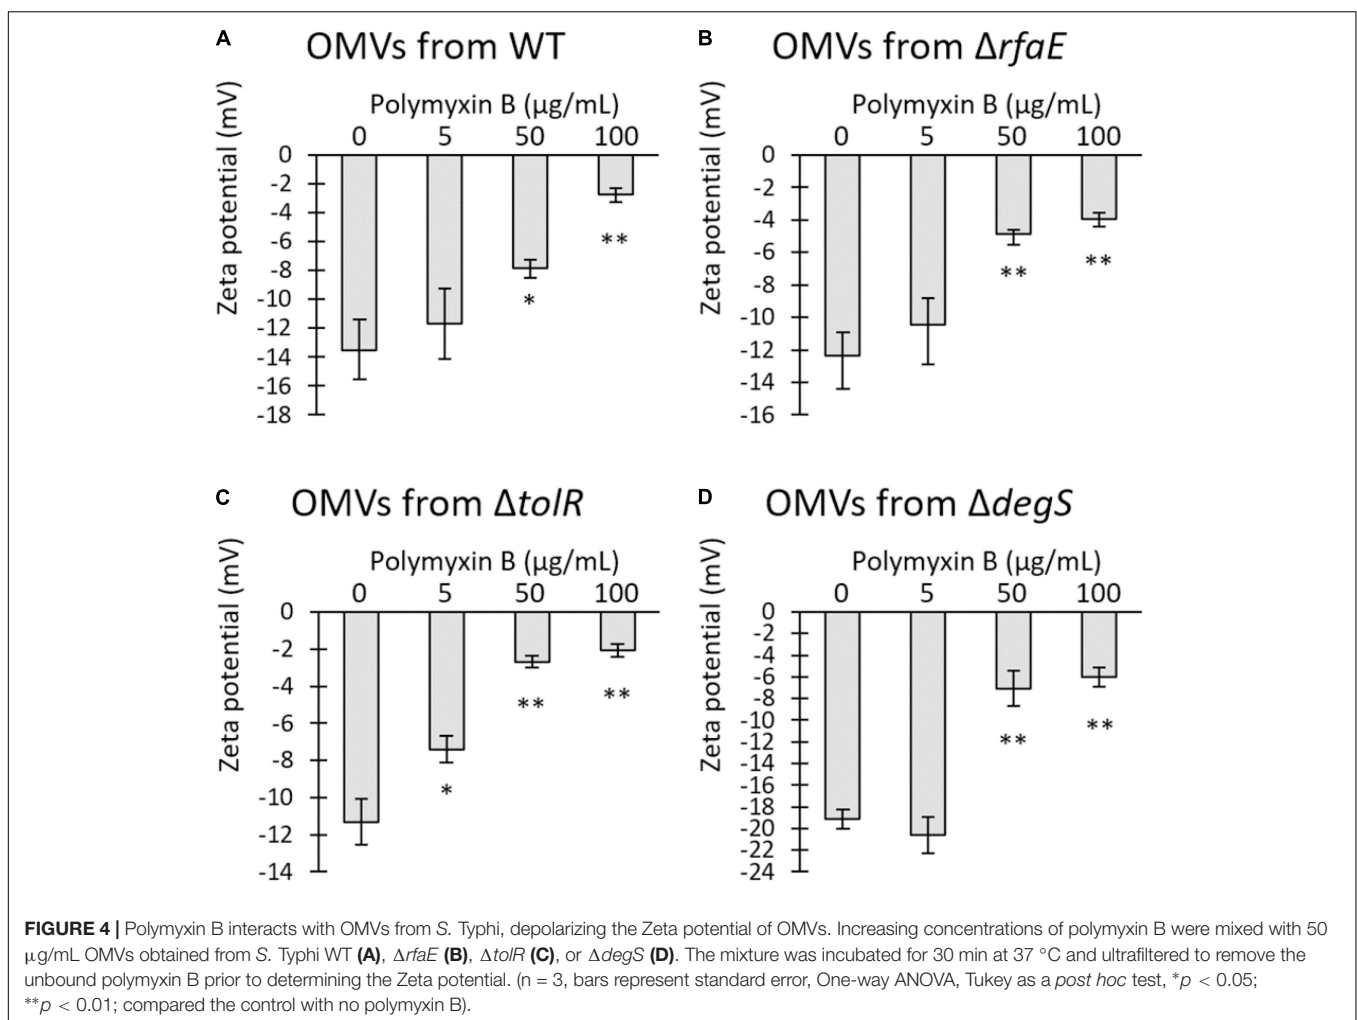 A
OMVs from WT
Polymyxin B (µg/mL)
0 5 50 100
Zeta potential (mV)
0
-2
-4
-6
-8
-10
-12
-14
-16
-18
**
*
B
OMVs from ΔrfaE
Polymyxin B (µg/mL)
0 5 50 100
Zeta potential (mV)
0
-2
-4
-6
-8
-10
-12
-14
-16
**
**
C
OMVs from ΔtolR
Polymyxin B (µg/mL)
0 5 50 100
Zeta potential (mV)
0
-2
-4
-6
-8
-10
-12
-14
*
**
**
D
OMVs from ΔdegS
Polymyxin B (µg/mL)
0 5 50 100
Zeta potential (mV)
0
-2
-4
-6
-8
-10
-12
-14
-16
-18
-20
-22
-24
**
**
FIGURE 4 | Polymyxin B interacts with OMVs from S. Typhi, depolarizing the Zeta potential of OMVs. Increasing concentrations of polymyxin B were mixed with 50
µg/mL OMVs obtained from S. Typhi WT (A), ΔrfaE (B), ΔtolR (C), or ΔdegS (D). The mixture was incubated for 30 min at 37 °C and ultrafiltered to remove the
unbound polymyxin B prior to determining the Zeta potential. (n = 3, bars represent standard error, One-way ANOVA, Tukey as a post hoc test, *p < 0.05;
**p < 0.01; compared the control with no polymyxin B).